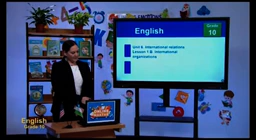 English
Grade
10
Unit 8. International relations
Lesson 1 B. International
organisations
English
Grade 10